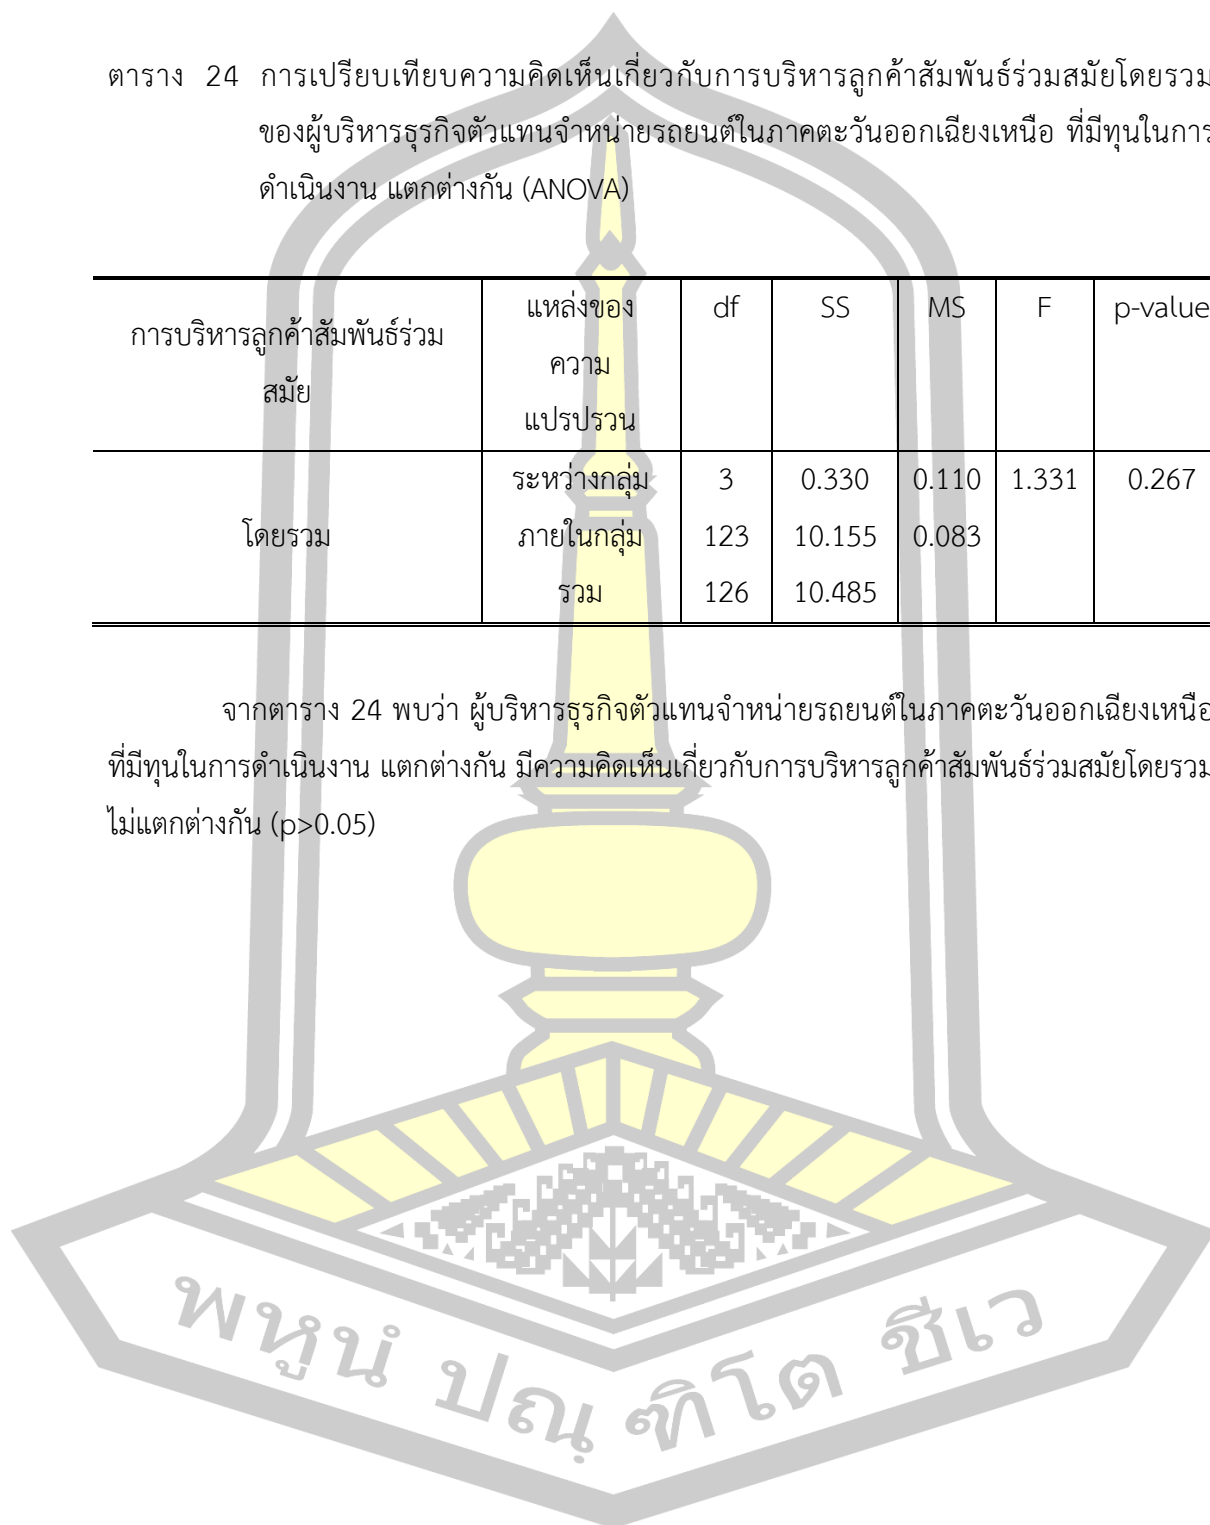 ตาราง 24 การเปรียบเทียบความคิดเห็นเกี่ยวกับการบริหารลูกค้าสัมพันธ์ร่วมสมัยโดยรวม
ของผู้บริหารธุรกิจตัวแทนจำหน่ายรถยนต์ในภาคตะวันออกเฉียงเหนือ ที่มีทุนในการ
ดำเนินงาน แตกต่างกัน (ANOVA)
การบริหารลูกค้าสัมพันธ์ร่วม
สมัย
แหล่งของ
ความ
แปรปรวน
df SS MS F p-value
โดยรวม
ระหว่างกลุ่ม 3 0.330 0.110 1.331 0.267
ภายในกลุ่ม 123 10.155 0.083
รวม 126 10.485
จากตาราง 24 พบว่า ผู้บริหารธุรกิจตัวแทนจำหน่ายรถยนต์ในภาคตะวันออกเฉียงเหนือ
ที่มีทุนในการดำเนินงาน แตกต่างกัน มีความคิดเห็นเกี่ยวกับการบริหารลูกค้าสัมพันธ์ร่วมสมัยโดยรวม
ไม่แตกต่างกัน (p>0.05)
พหูนํ ปณฺ ฑิโต ชีเว